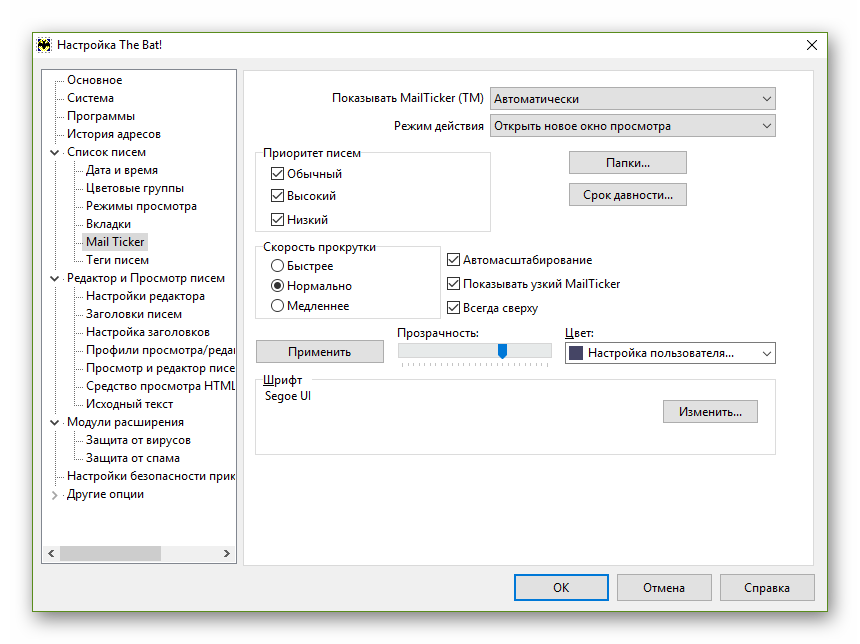 Настройка The Bat!
Основное
Система
Программы
История адресов
Список писем
Дата и время
Цветовые группы
Режимы просмотра
Вкладки
Mail Ticker
Теги писем
Редактор и Просмотр писем
Настройки редактора
Заголовки писем
Настройка заголовков
Профили просмотра/реда
Просмотр и редактор писе
Средство просмотра HTML
Исходный текст
Модули расширения
Защита от вирусов
Защита от спама
Настройки безопасности прик
Другие опции
Показывать MailTicker (TM) Автоматически
Режим действия Открыть новое окно просмотра
Приоритет писем
Обычный
Высокий
Низкий
Папки...
Срок давности...
Скорость прокрутки
Быстрее
Нормально
Медленнее
Автомасштабирование
Показывать узкий MailTicker
Всегда сверху
Применить
Прозрачность:
Цвет:
Настройка пользователя...
Шрифт
Segoe UI
Изменить...
OK Отмена Справка